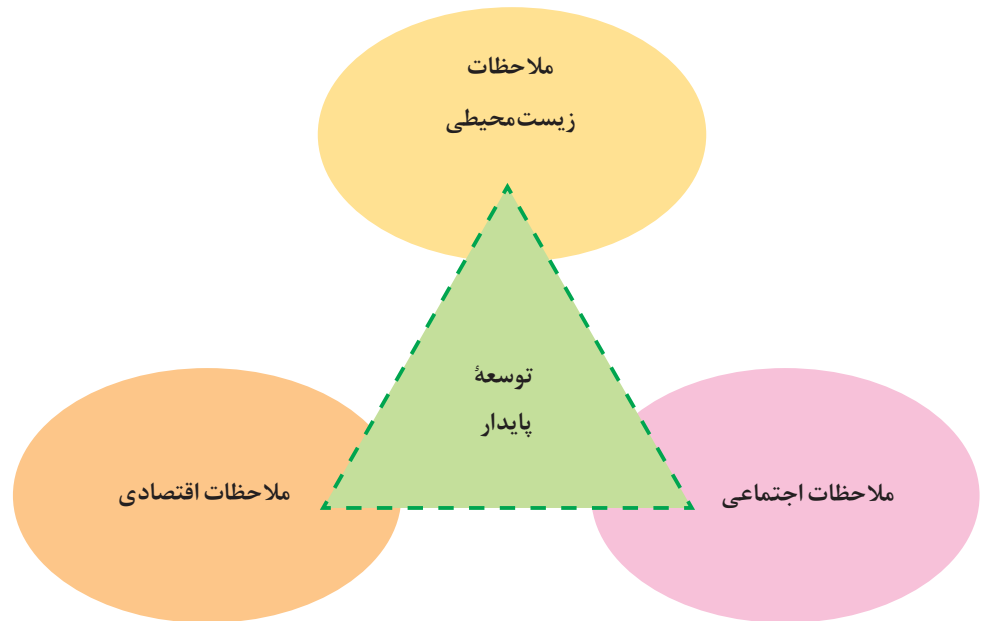 ملاحظات
زیست‌محیطی
توسعهٔ
پایدار
ملاحظات اجتماعی
ملاحظات اقتصادی